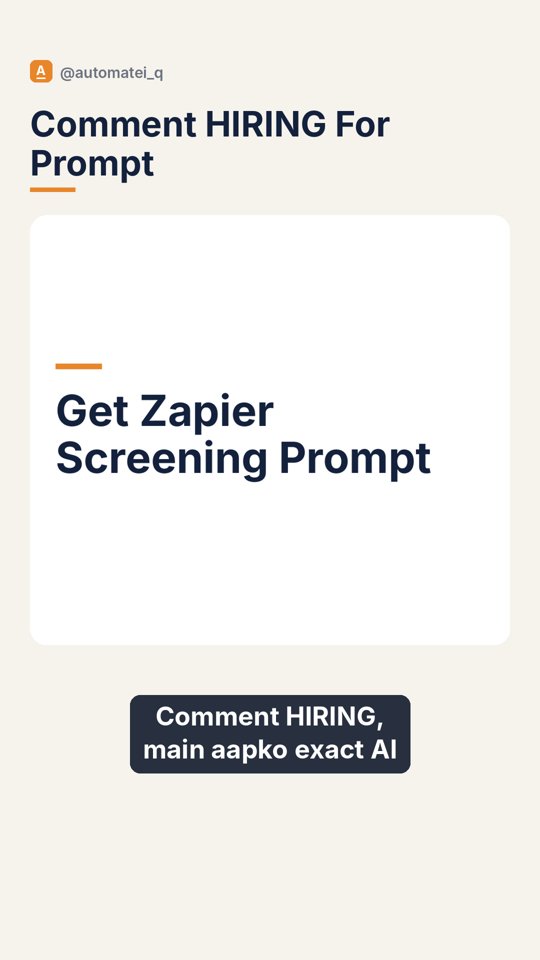 A
@automatei_q
Comment HIRING For
Prompt
Get Zapier
Screening Prompt
Comment HIRING,
main aapko exact AI